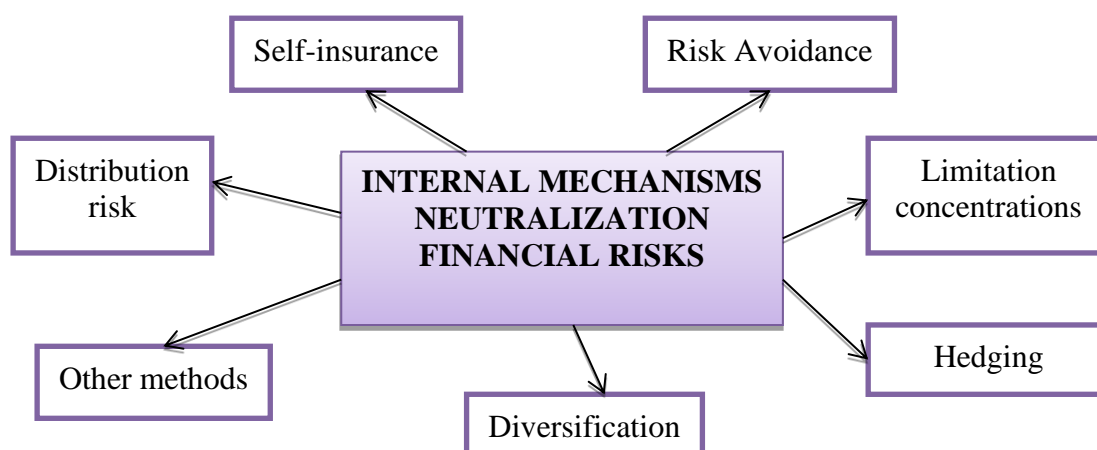 Self-insurance
Risk Avoidance
Distribution
risk
INTERNAL MECHANISMS
NEUTRALIZATION
FINANCIAL RISKS
Limitation
concentrations
Other methods
Hedging
Diversification